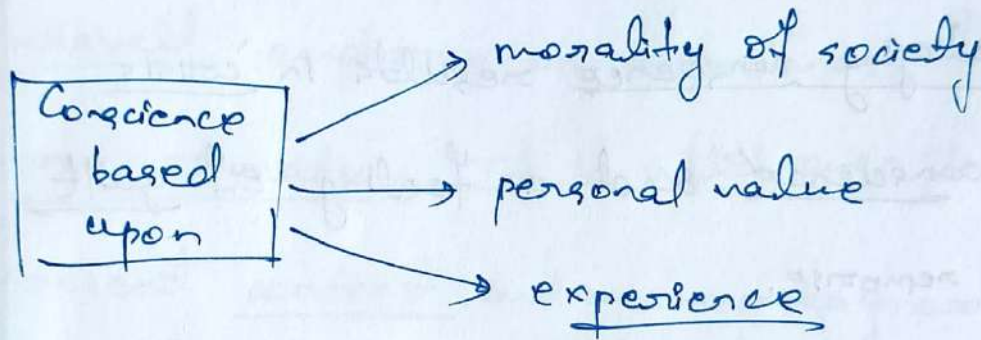 morality of society
Conscience
based
upon
personal value
experience